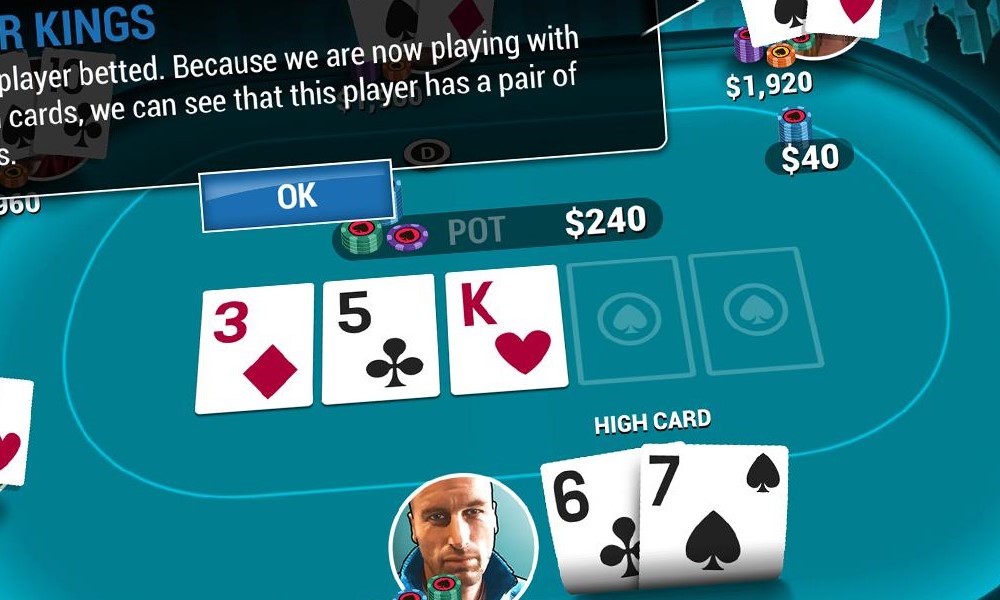 R KINGS
player betted. Because we are now playing with
cards, we can see that this player has a pair of
s.
$1,920
$40
D
960
OK
POT $240
3
5
K
HIGH CARD
6
7